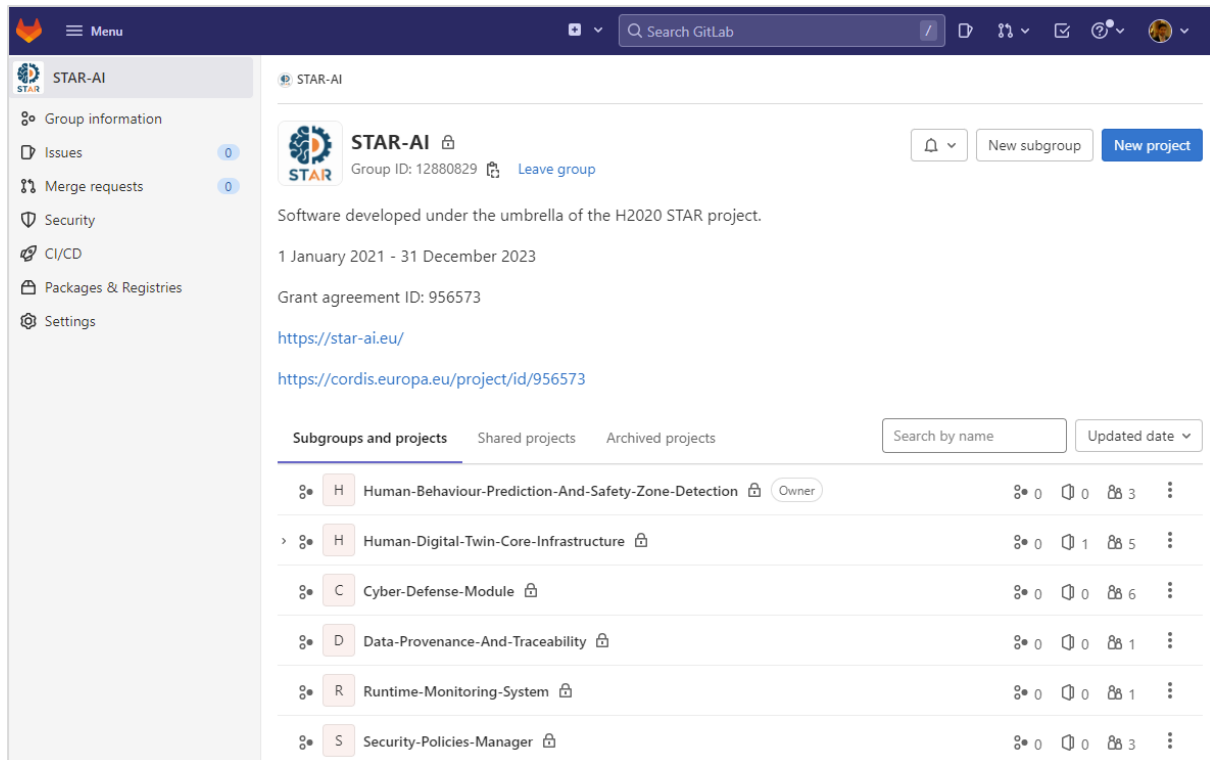 Menu
Search GitLab /
STAR
STAR-AI
Group information
Issues 0
Merge requests 0
Security
CI/CD
Packages & Registries
Settings
STAR-AI
STAR
STAR-AI
Group ID: 12880829 Leave group
New subgroup
New project
Software developed under the umbrella of the H2020 STAR project.
1 January 2021 - 31 December 2023
Grant agreement ID: 956573
https://star-ai.eu/
https://cordis.europa.eu/project/id/956573
Subgroups and projects Shared projects Archived projects Search by name Updated date
H Human-Behaviour-Prediction-And-Safety-Zone-Detection Owner 0 0 3
H Human-Digital-Twin-Core-Infrastructure 0 1 5
C Cyber-Defense-Module 0 0 6
D Data-Provenance-And-Traceability 0 0 1
R Runtime-Monitoring-System 0 0 1
S Security-Policies-Manager 0 0 3